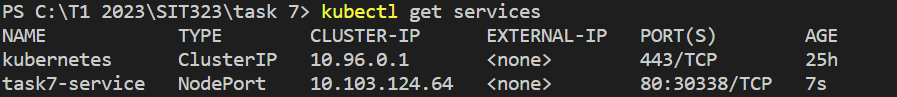 PS C:\T1 2023\SIT323\task 7> kubectl get services
NAME TYPE CLUSTER-IP EXTERNAL-IP PORT(S) AGE
kubernetes ClusterIP 10.96.0.1 <none> 443/TCP 25h
task7-service NodePort 10.103.124.64 <none> 80:30338/TCP 7s